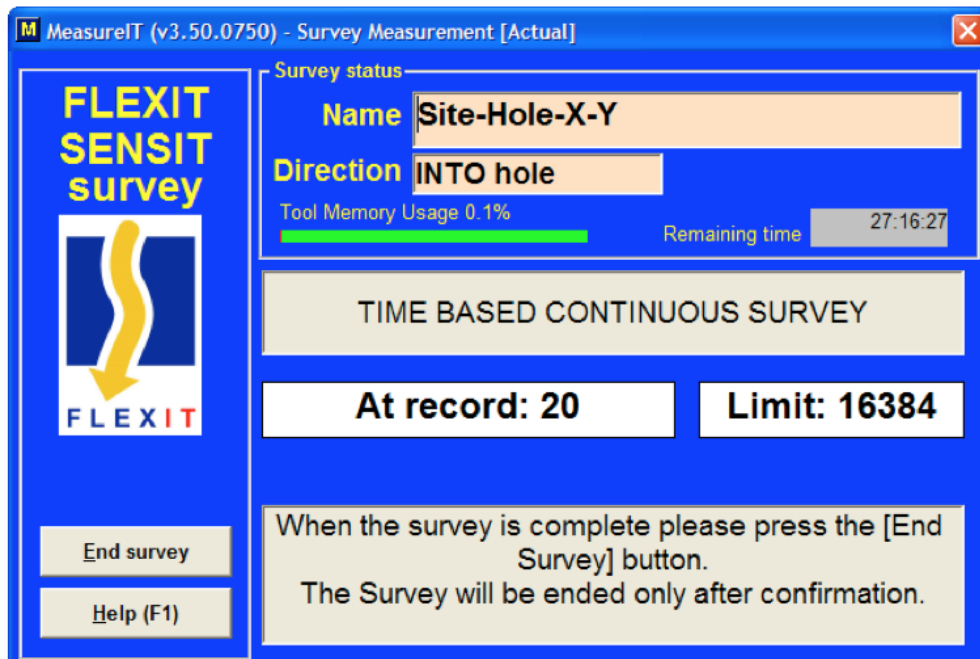 MeasureIT (v3.50.0750) - Survey Measurement [Actual]
FLEXIT
SENSIT
survey
FLEXIT
End survey
Help (F1)
Survey status
Name Site-Hole-X-Y
Direction INTO hole
Tool Memory Usage 0.1%
Remaining time 27:16:27
TIME BASED CONTINUOUS SURVEY
At record: 20 Limit: 16384
When the survey is complete please press the [End
Survey] button.
The Survey will be ended only after confirmation.